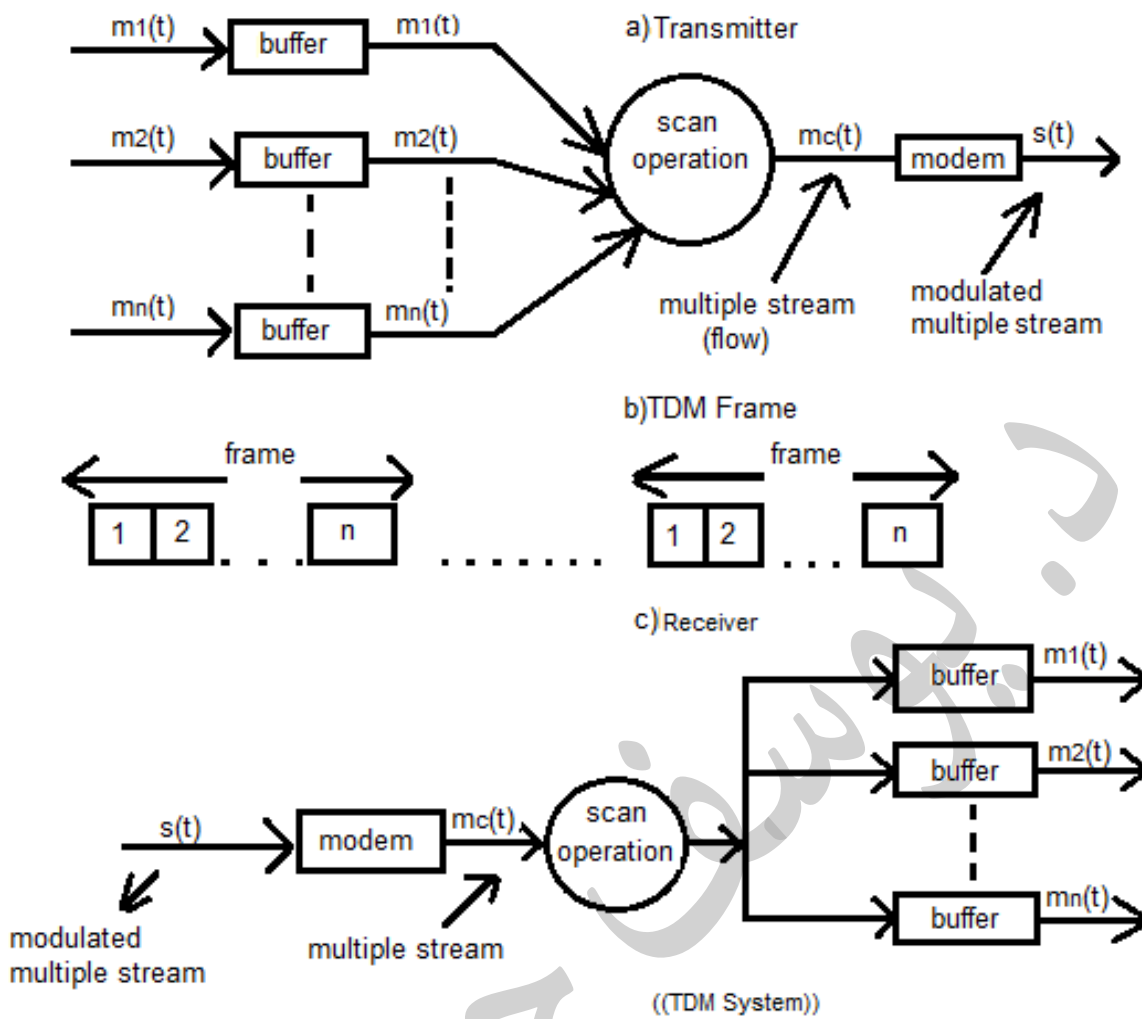 a) Transmitter
m1(t) buffer m1(t)
m2(t) buffer m2(t)
mn(t) buffer mn(t)
scan
operation
mc(t) modem s(t)
multiple stream
(flow)
modulated
multiple stream
b)TDM Frame
frame frame
1 2 .... n ........ 1 2 .... n
c) Receiver
s(t) modem mc(t)
scan
operation
buffer m1(t)
buffer m2(t)
buffer mn(t)
modulated
multiple stream
multiple stream
((TDM System))
د. يوسف